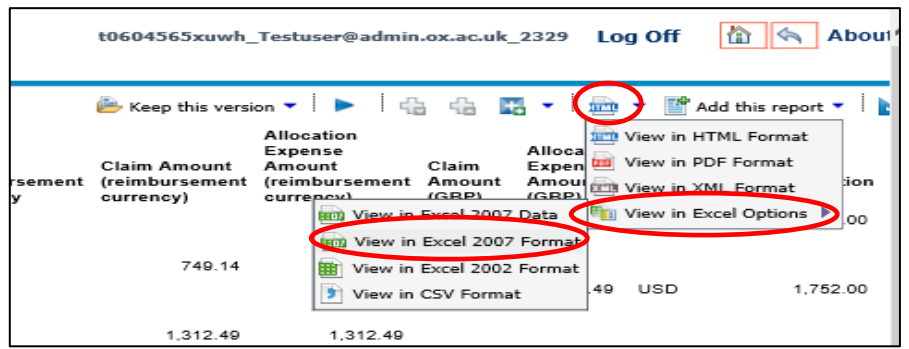 t0604565xuwh_Testuser@admin.ox.ac.uk_2329 Log Off About
Keep this version Add this report
Allocation
Expense
Claim Amount Amount Claim
(reimbursement (reimbursement Amount
currency) currency) (GBP)
View in HTML Format
View in PDF Format
View in XML Format
View in Excel Options
View in Excel 2007 Data
View in Excel 2007 Format
View in Excel 2002 Format
View in CSV Format
749.14
.49 USD 1,752.00
1,312.49 1,312.49